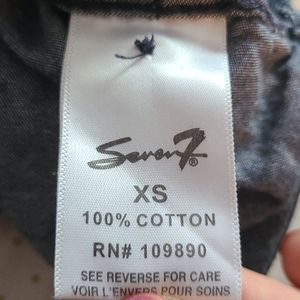 Seven7®
XS
100% COTTON
RN# 109890
SEE REVERSE FOR CARE
VOIR L'ENVERS POUR SOINS